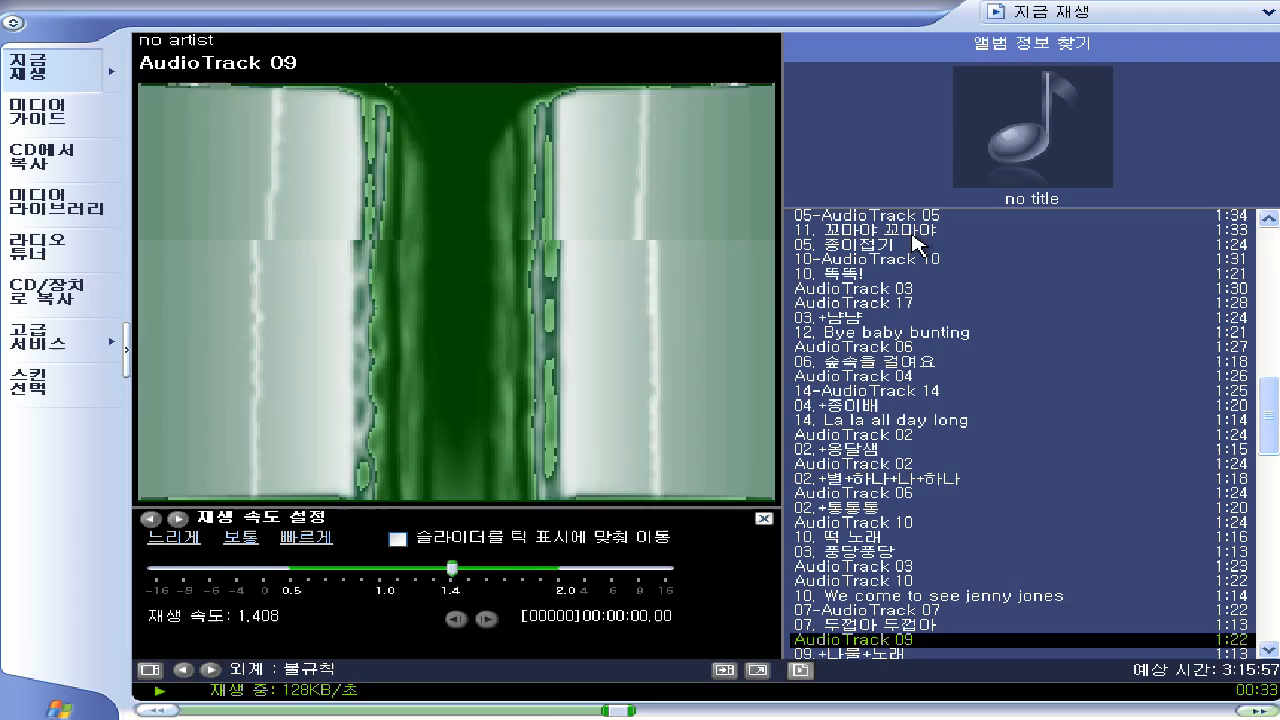 지금 재생
지금
재생
미디어
가이드
CD에서
복사
미디어
라이브러리
라디오
튜너
CD/장치
로 복사
고급
서비스
스킨
선택
no artist
AudioTrack 09
재생 속도 설정
느리게 보통 빠르게 슬라이더를 틱 표시에 맞춰 이동
-16 -8 -6 -4 0 0.5 1.0 1.4 2.0 4 6 8 16
재생 속도: 1.408 [00000]00:00:00.00
외계 : 불규칙
재생 중: 128KB/초
앨범 정보 찾기
no title
05-AudioTrack 05 1:34
11. 꼬마야 꼬마야 1:33
05. 종이접기 1:24
10-AudioTrack 10 1:31
10. 똑똑! 1:21
AudioTrack 03 1:30
AudioTrack 17 1:28
03.+냠냠 1:24
12. Bye baby bunting 1:21
AudioTrack 06 1:27
06. 숲속을 걸여요 1:18
AudioTrack 04 1:26
14-AudioTrack 14 1:25
04.+종이배 1:20
14. La la all day long 1:14
AudioTrack 02 1:24
02.+옹달샘 1:15
AudioTrack 02 1:24
02.+별+하나+나+하나 1:18
AudioTrack 06 1:24
02.+통통통 1:20
AudioTrack 10 1:24
10. 떡 노래 1:16
03. 퐁당퐁당 1:13
AudioTrack 03 1:23
AudioTrack 10 1:22
10. We come to see jenny jones 1:14
07-AudioTrack 07 1:22
07. 두껍아 두껍아 1:13
AudioTrack 09 1:22
09.+나물+노래 1:13
예상 시간: 3:15:57
00:33